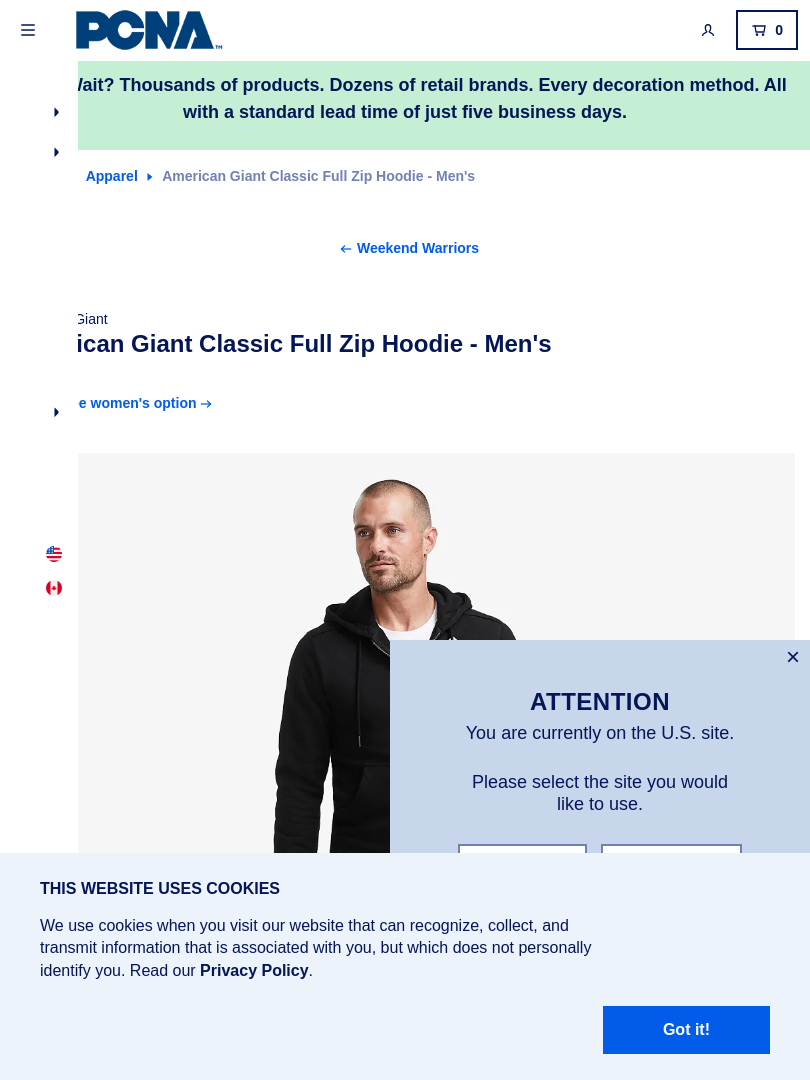 PCNA™
0
Wait? Thousands of products. Dozens of retail brands. Every decoration method. All
with a standard lead time of just five business days.
Apparel
American Giant Classic Full Zip Hoodie - Men's
← Weekend Warriors
Giant
ican Giant Classic Full Zip Hoodie - Men's
e women's option →
×
ATTENTION
You are currently on the U.S. site.
Please select the site you would
like to use.
THIS WEBSITE USES COOKIES
We use cookies when you visit our website that can recognize, collect, and
transmit information that is associated with you, but which does not personally
identify you. Read our Privacy Policy.
Got it!